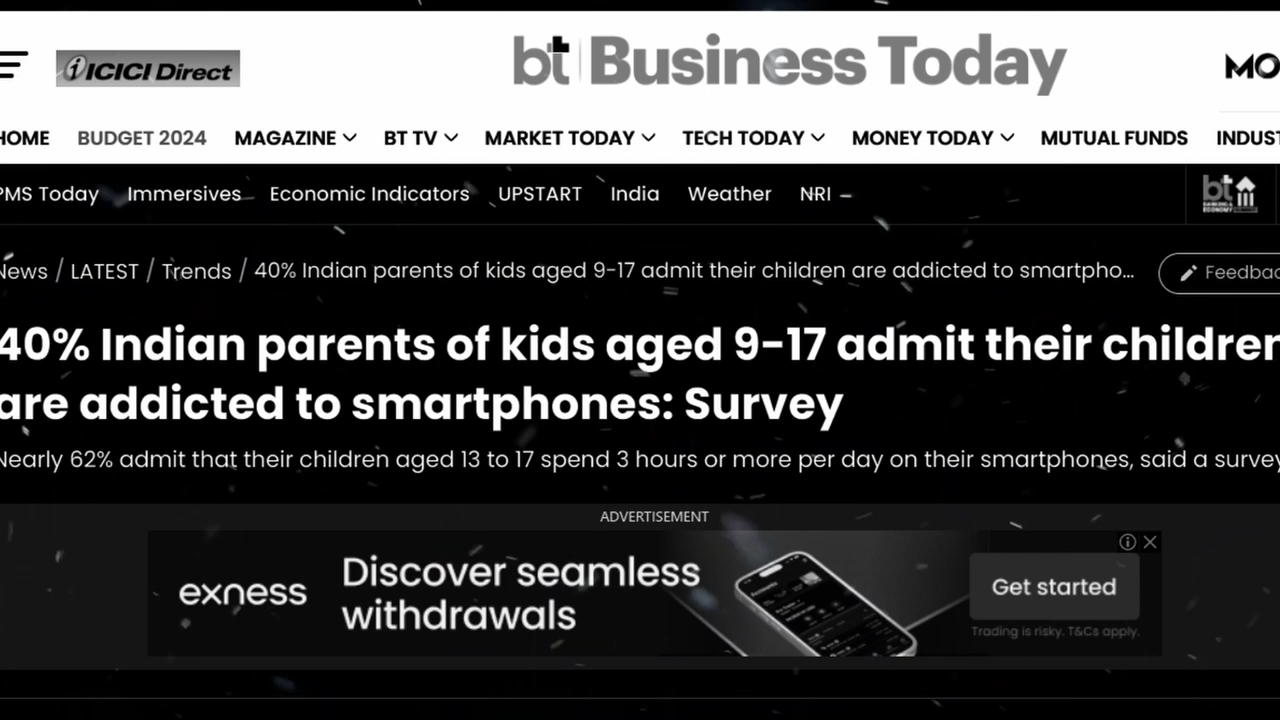 ICICI Direct
bt Business Today
HOME BUDGET 2024 MAGAZINE BT TV MARKET TODAY TECH TODAY MONEY TODAY MUTUAL FUNDS INDUST
PMS Today Immersives Economic Indicators UPSTART India Weather NRI
bt
News / LATEST / Trends / 40% Indian parents of kids aged 9-17 admit their children are addicted to smartpho...
Feedbac
40% Indian parents of kids aged 9-17 admit their children
are addicted to smartphones: Survey
Nearly 62% admit that their children aged 13 to 17 spend 3 hours or more per day on their smartphones, said a survey
ADVERTISEMENT
exness
Discover seamless
withdrawals
Get started
Trading is risky. T&Cs apply.